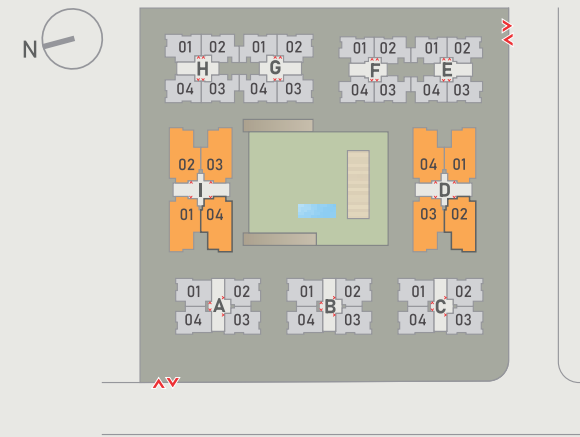 N
01 02 01 02
H G
04 03 04 03
01 02 01 02
F E
04 03 04 03
02 03
I
01 04
04 01
D
03 02
01 02
A
04 03
01 02
B
04 03
01 02
C
04 03